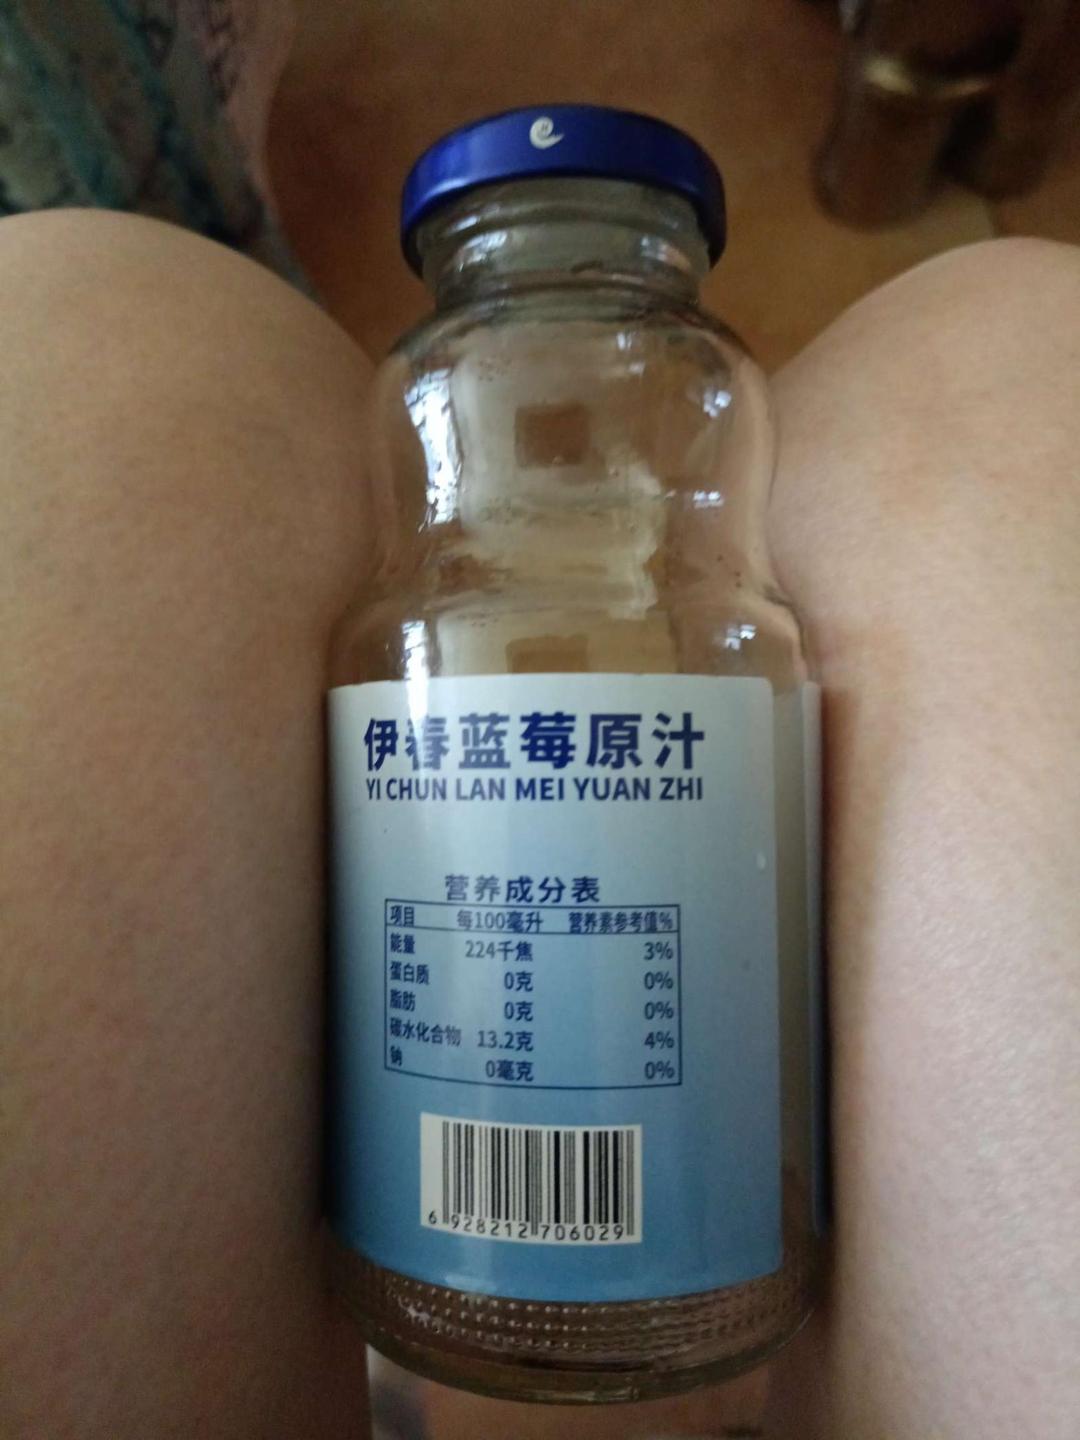 伊春蓝莓原汁
YI CHUN LAN MEI YUAN ZHI
营养成分表
项目 每100毫升 营养素参考值%
能量 224千焦 3%
蛋白质 0克 0%
脂肪 0克 0%
碳水化合物 13.2克 4%
钠 0毫克 0%
6 928212 706029